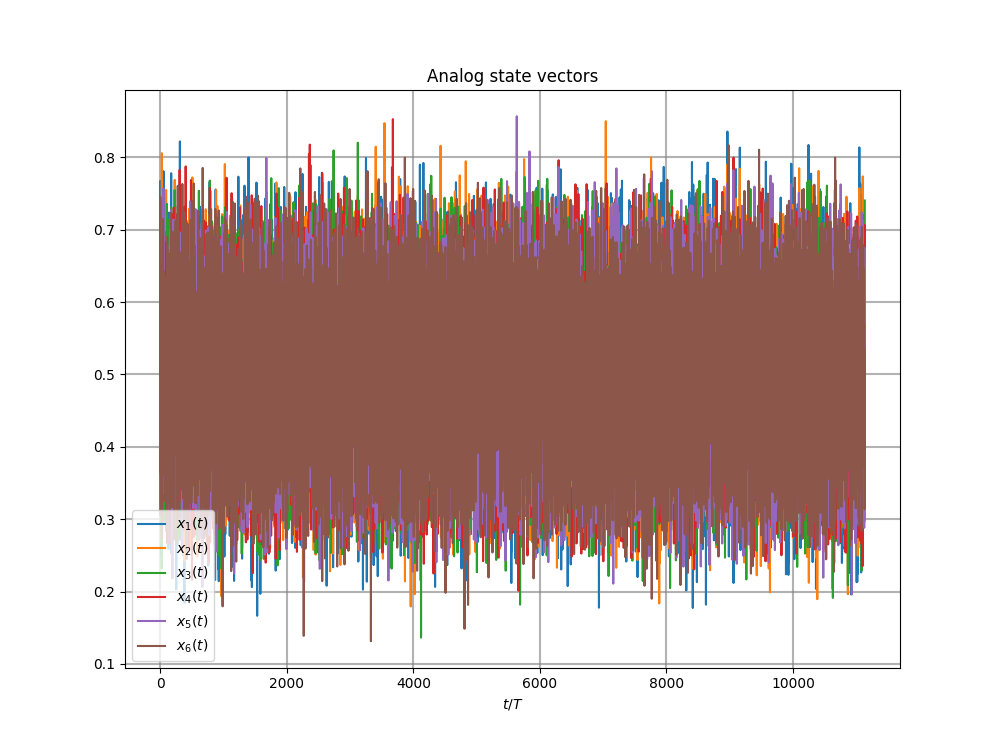 Analog state vectors
0.8
0.7
0.6
0.5
0.4
0.3
0.2
0.1
x₁(t)
x₂(t)
x₃(t)
x₄(t)
x₅(t)
x₆(t)
0 2000 4000 6000 8000 10000
t/T